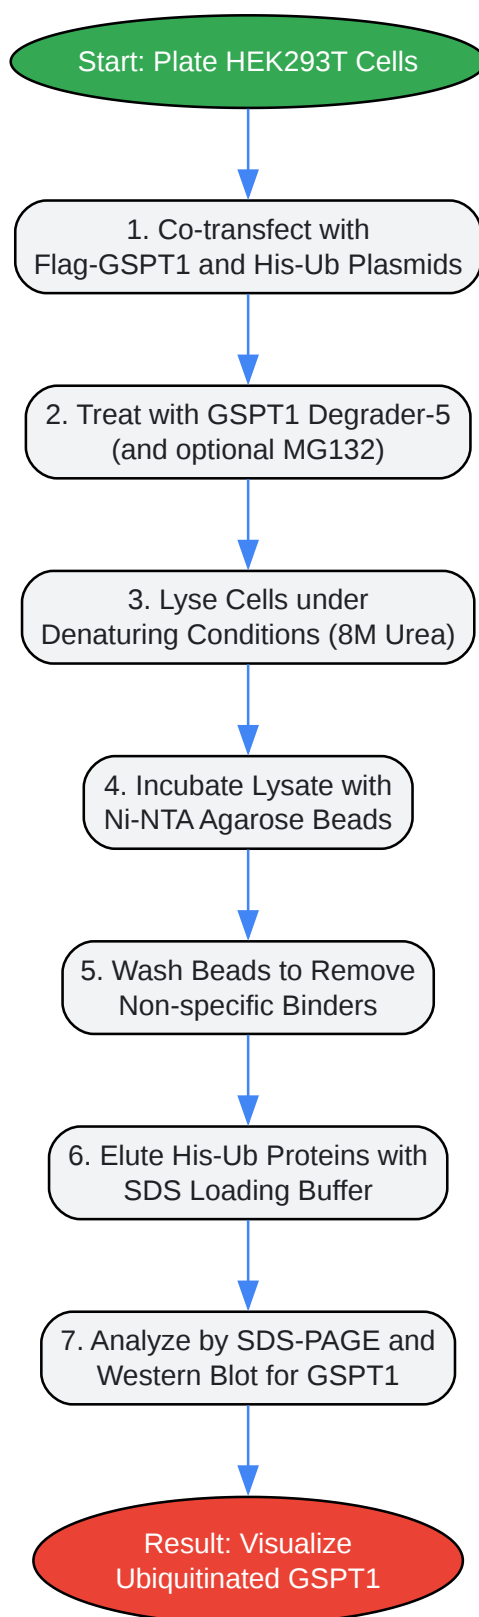 Start: Plate HEK293T Cells
1. Co-transfect with
Flag-GSPT1 and His-Ub Plasmids
2. Treat with GSPT1 Degrader-5
(and optional MG132)
3. Lyse Cells under
Denaturing Conditions (8M Urea)
4. Incubate Lysate with
Ni-NTA Agarose Beads
5. Wash Beads to Remove
Non-specific Binders
6. Elute His-Ub Proteins with
SDS Loading Buffer
7. Analyze by SDS-PAGE and
Western Blot for GSPT1
Result: Visualize
Ubiquitinated GSPT1